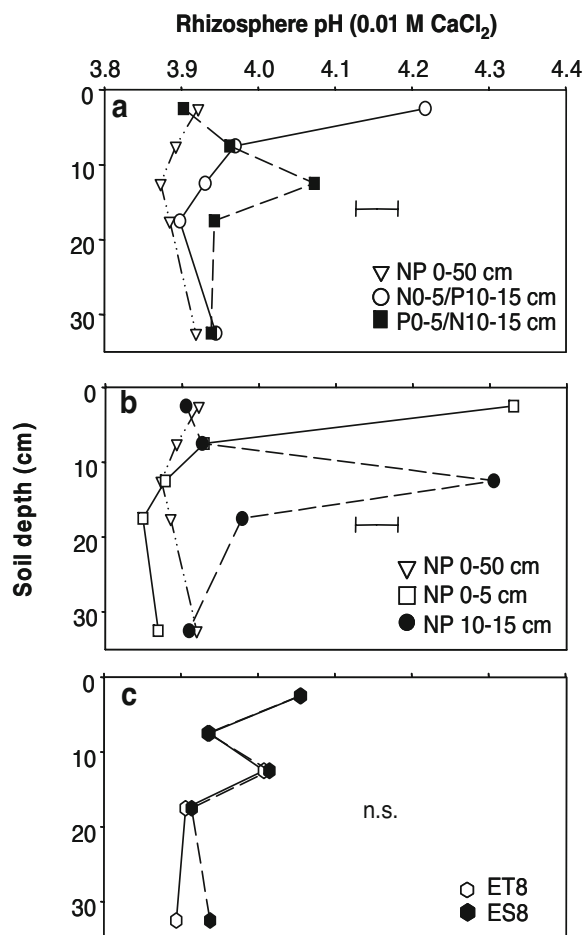 Rhizosphere pH (0.01 M CaCl₂)
3.8 3.9 4.0 4.1 4.2 4.3 4.4
0
a
10
20
NP 0-50 cm
N0-5/P10-15 cm
30
P0-5/N10-15 cm
0
b
10
Soil depth (cm)
20
NP 0-50 cm
NP 0-5 cm
30
NP 10-15 cm
0
c
10
n.s.
20
ET8
30
ES8